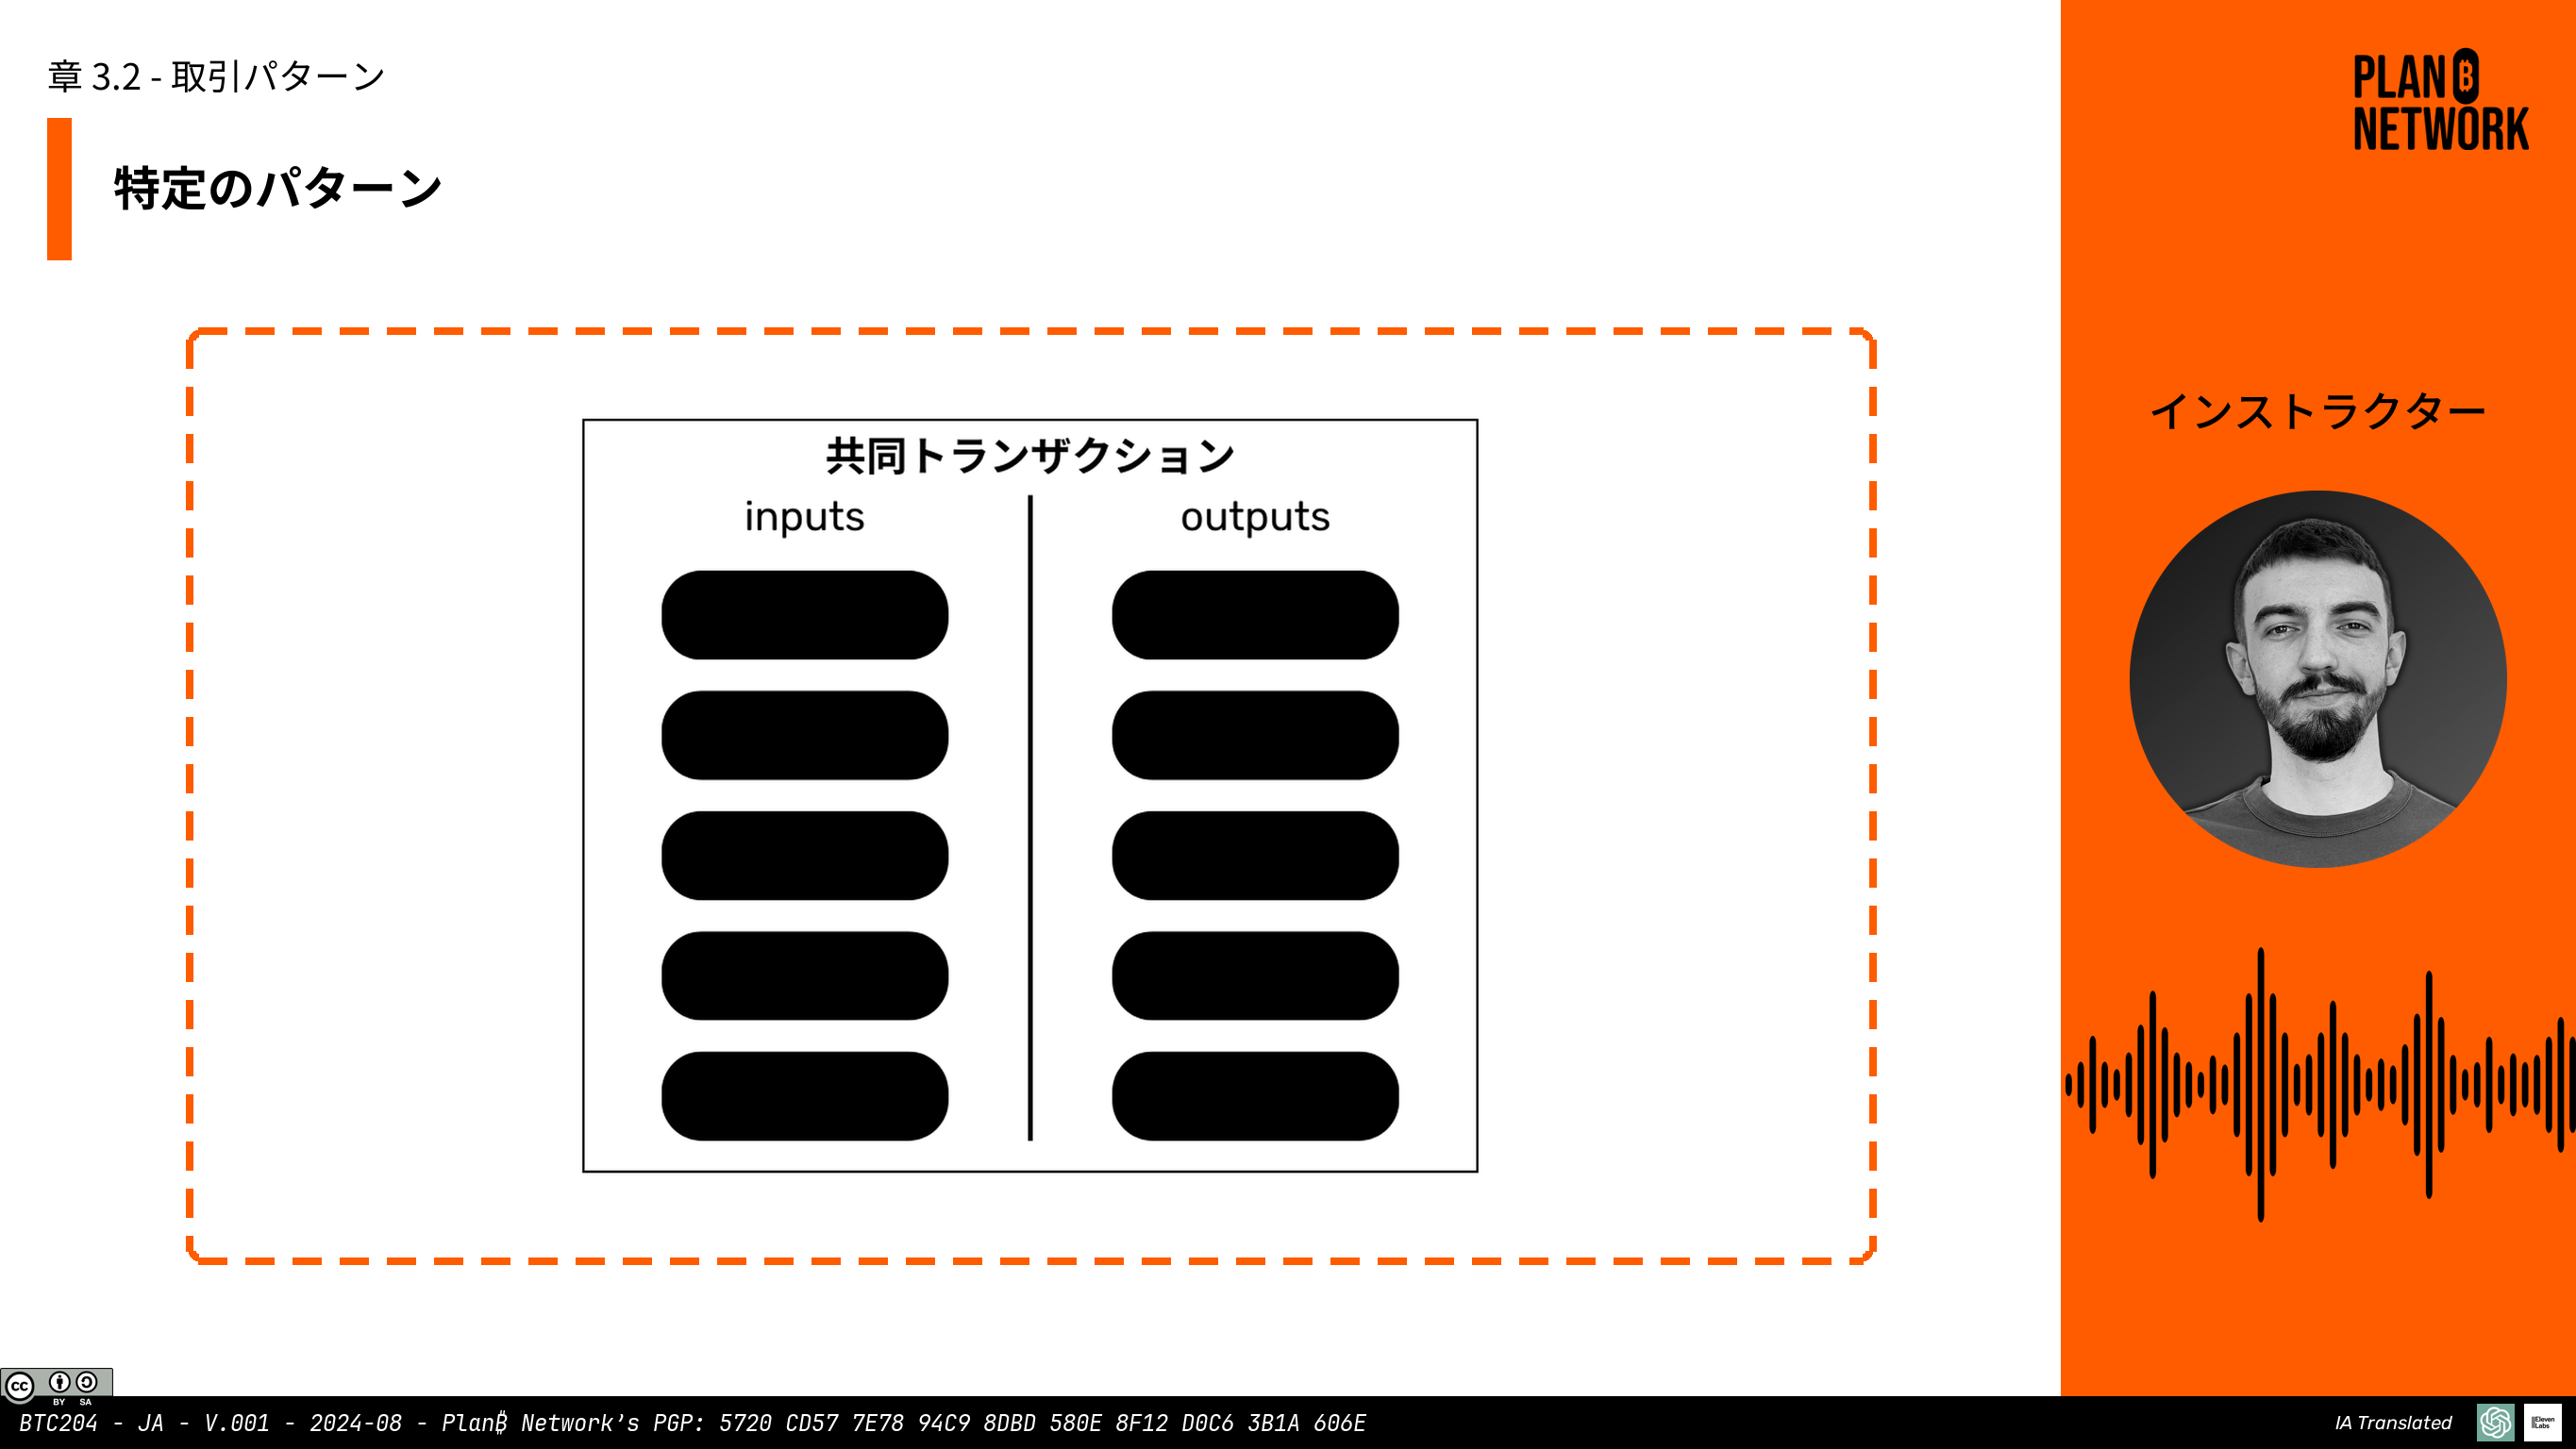 章 3.2 - 取引パターン
特定のパターン
PLAN ₿
NETWORK
インストラクター
共同トランザクション
inputs
outputs
cc
BY SA
BTC204 - JA - V.001 - 2024-08 - Plan₿ Network's PGP: 5720 CD57 7E78 94C9 8DBD 580E 8F12 D0C6 3B1A 606E
IA Translated
IIElevenLabs